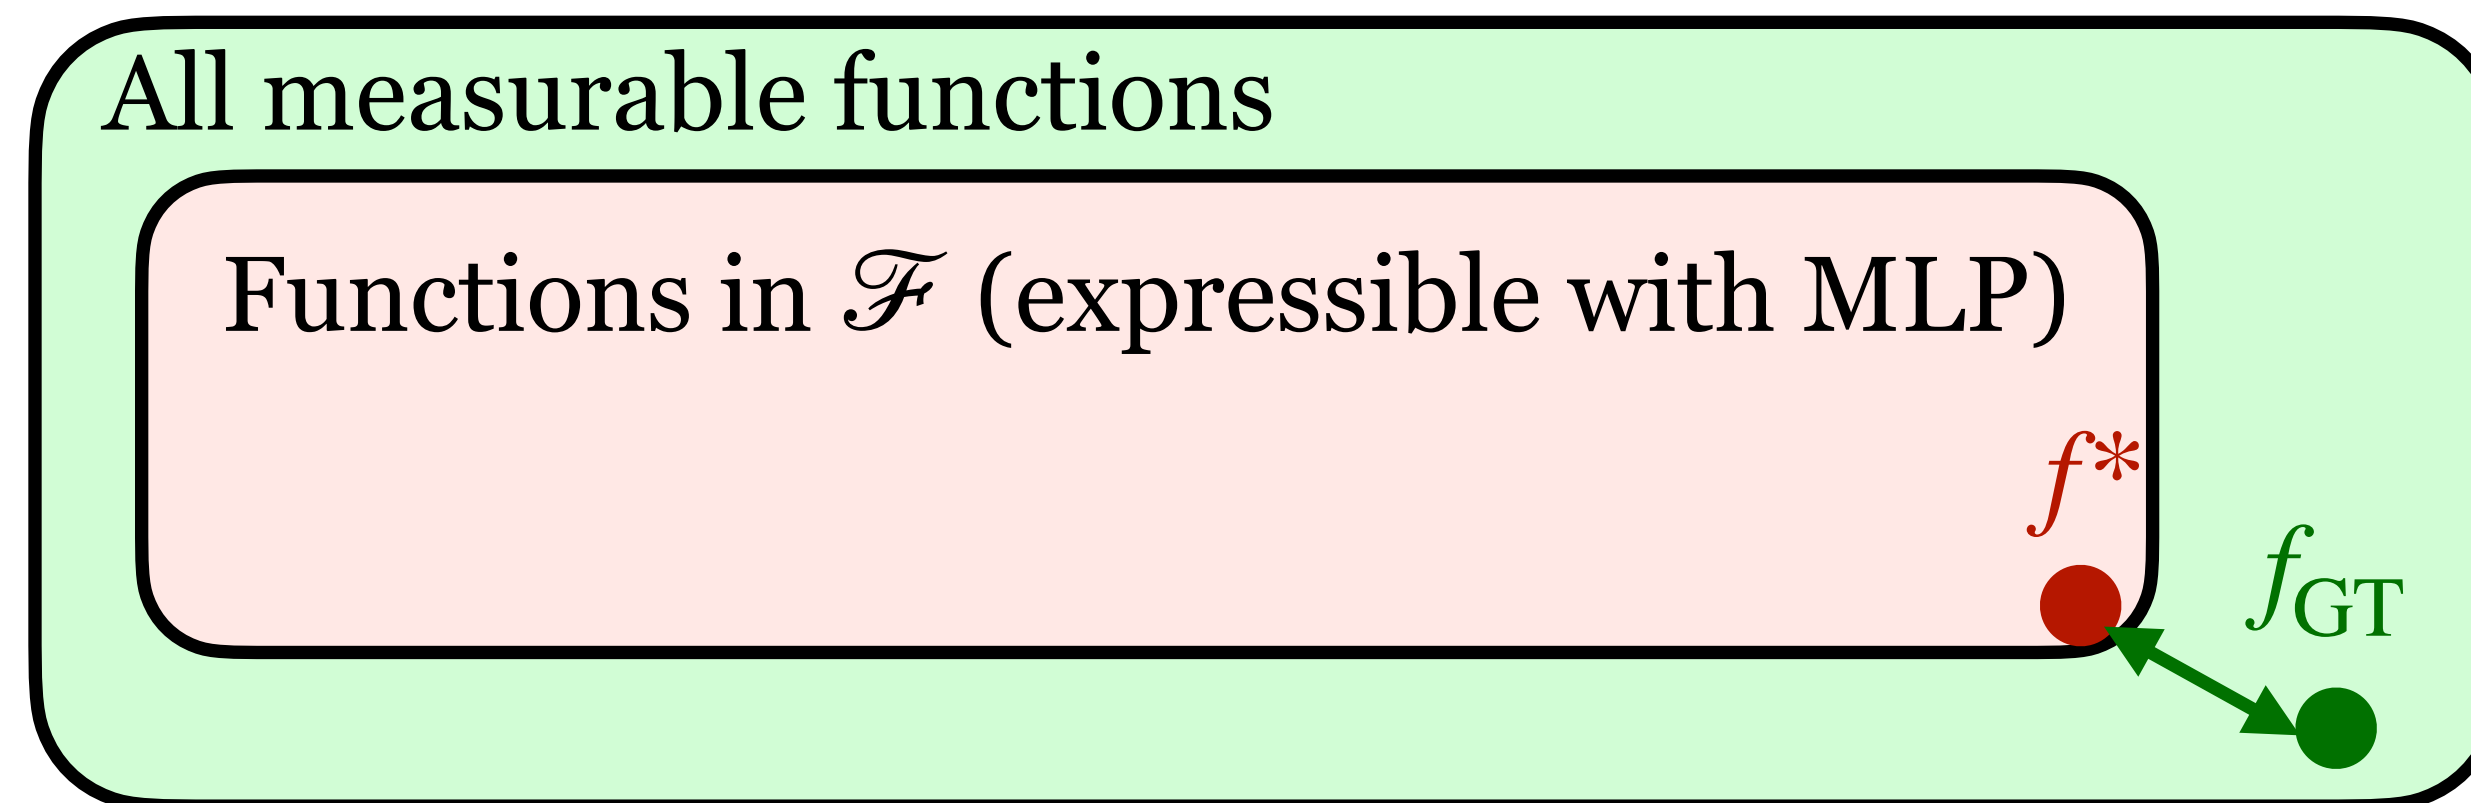 All measurable functions
Functions in ℱ (expressible with MLP)
f*
f_GT